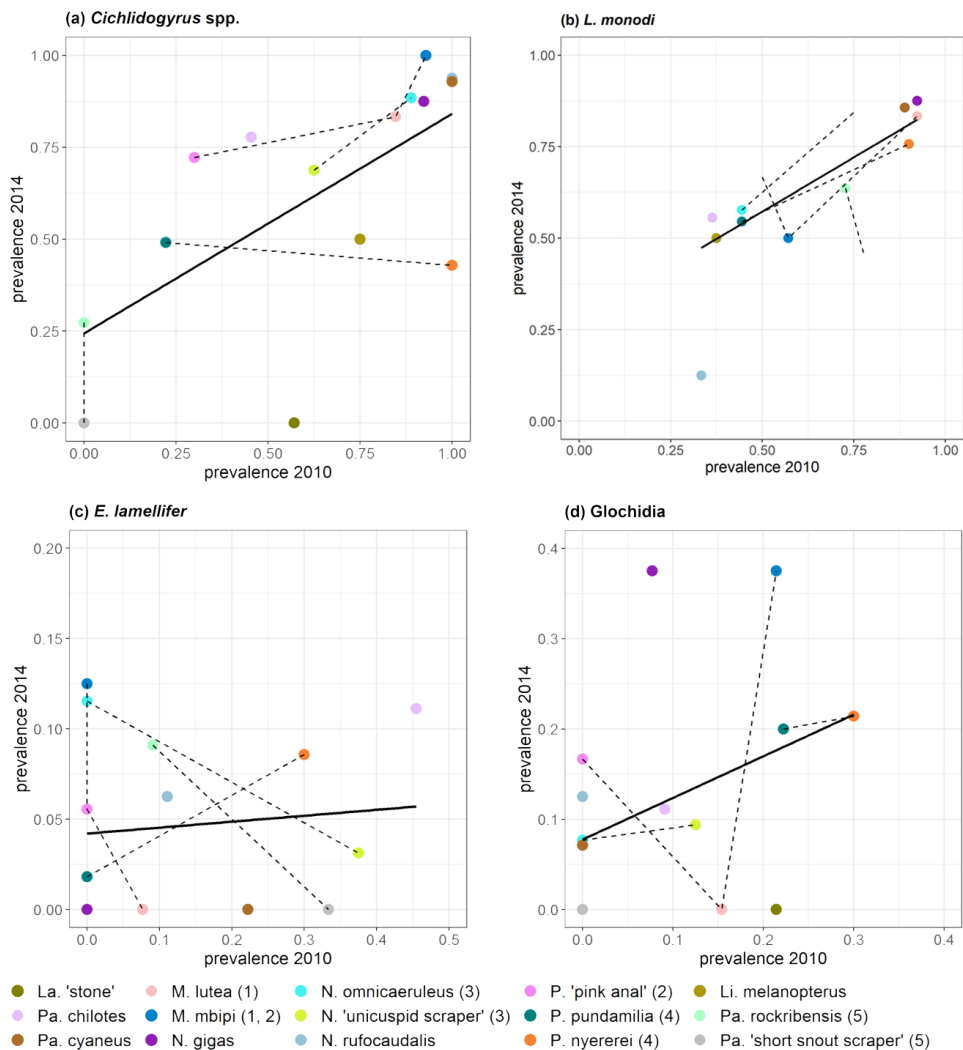 (a) Cichlidogyrus spp.
1.00
0.75
0.50
0.25
0.00
prevalence 2014
0.00 0.25 0.50 0.75 1.00
prevalence 2010
(b) L. monodi
1.00
0.75
0.50
0.25
0.00
prevalence 2014
0.00 0.25 0.50 0.75 1.00
prevalence 2010
(c) E. lamellifer
0.20
0.15
0.10
0.05
0.00
prevalence 2014
0.0 0.1 0.2 0.3 0.4 0.5
prevalence 2010
(d) Glochidia
0.4
0.3
0.2
0.1
0.0
prevalence 2014
0.0 0.1 0.2 0.3 0.4
prevalence 2010
La. 'stone' M. lutea (1) N. omnicaeruleus (3) P. 'pink anal' (2) Li. melanopterus
Pa. chilotes M. mbipi (1, 2) N. 'unicuspid scraper' (3) P. pundamilia (4) Pa. rockribensis (5)
Pa. cyaneus N. gigas N. rufocaudalis P. nyererei (4) Pa. 'short snout scraper' (5)